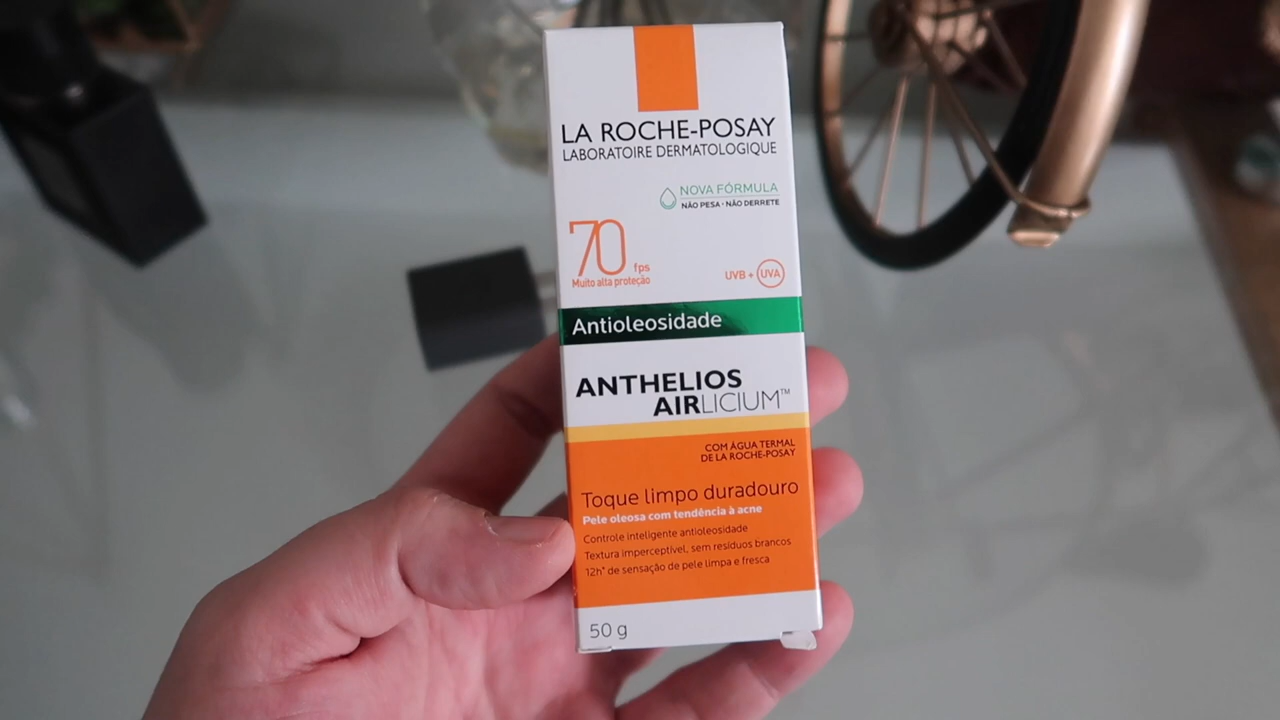 LA ROCHE-POSAY
LABORATOIRE DERMATOLOGIQUE
NOVA FÓRMULA
NÃO PESA • NÃO DERRETE
70 fps
Muito alta proteção
UVB + UVA
Antioleosidade
ANTHELIOS
AIRLICIUM™
COM ÁGUA TERMAL
DE LA ROCHE-POSAY
Toque limpo duradouro
Pele oleosa com tendência à acne
Controle inteligente antioleosidade
Textura imperceptível, sem resíduos brancos
12h* de sensação de pele limpa e fresca
50 g